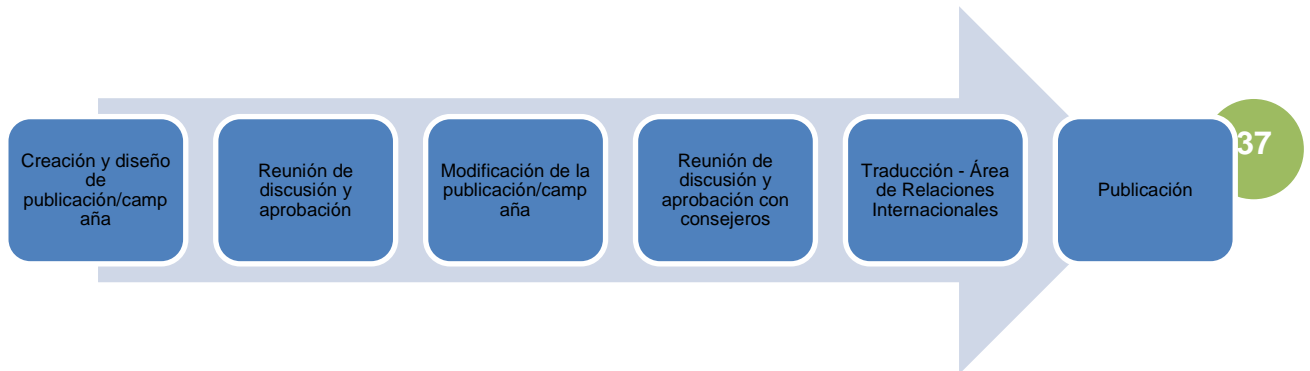 Creación y diseño
de
publicación/camp
aña
Reunión de
discusión y
aprobación
Modificación de la
publicación/camp
aña
Reunión de
discusión y
aprobación con
consejeros
Traducción - Área
de Relaciones
Internacionales
Publicación
37